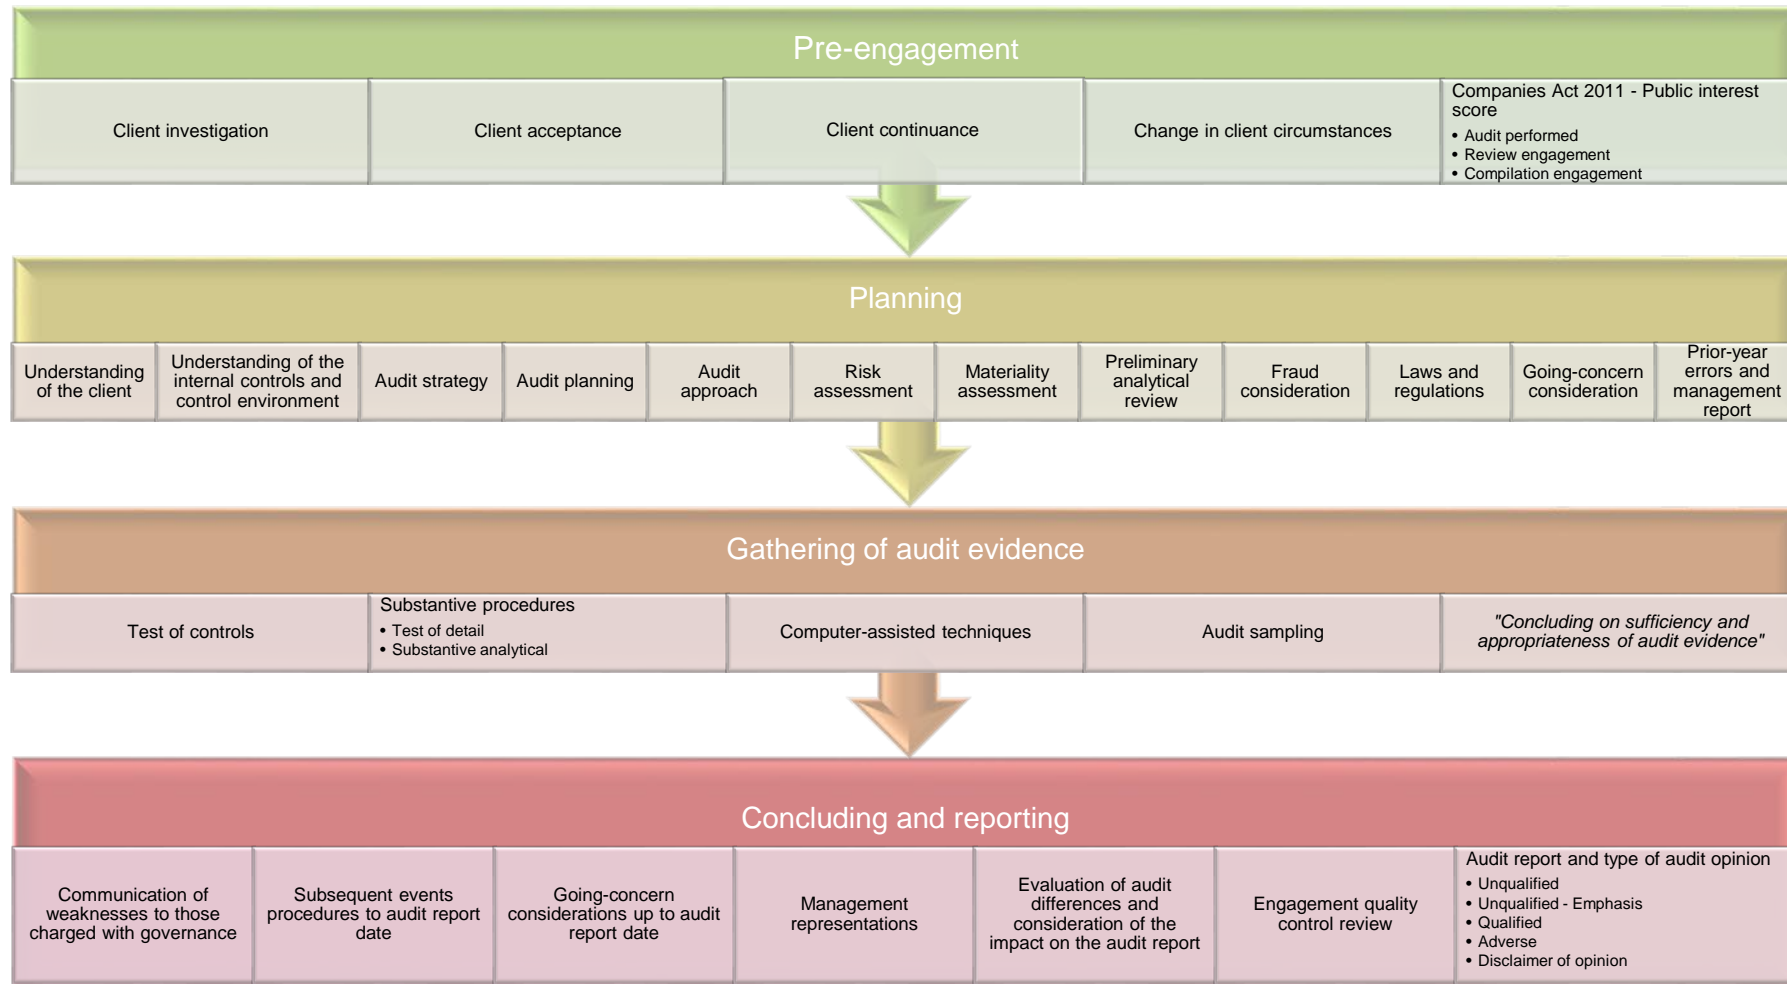 Pre-engagement
Client investigation
Client acceptance
Client continuance
Change in client circumstances
Companies Act 2011 - Public interest
score
• Audit performed
• Review engagement
• Compilation engagement
Planning
Understanding
of the client
Understanding of the
internal controls and
control environment
Audit strategy
Audit planning
Audit
approach
Risk
assessment
Materiality
assessment
Preliminary
analytical
review
Fraud
consideration
Laws and
regulations
Going-concern
consideration
Prior-year
errors and
management
report
Gathering of audit evidence
Test of controls
Substantive procedures
• Test of detail
• Substantive analytical
Computer-assisted techniques
Audit sampling
"Concluding on sufficiency and
appropriateness of audit evidence"
Concluding and reporting
Communication of
weaknesses to those
charged with governance
Subsequent events
procedures to audit report
date
Going-concern
considerations up to audit
report date
Management
representations
Evaluation of audit
differences and
consideration of the
impact on the audit report
Engagement quality
control review
Audit report and type of audit opinion
• Unqualified
• Unqualified - Emphasis
• Qualified
• Adverse
• Disclaimer of opinion